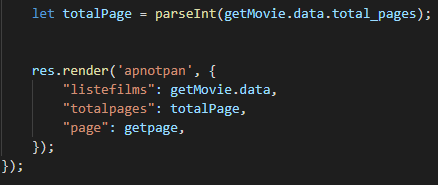 let totalPage = parseInt(getMovie.data.total_pages);
res.render('apnotpan', {
"listefilms": getMovie.data,
"totalpages": totalPage,
"page": getpage,
});
});